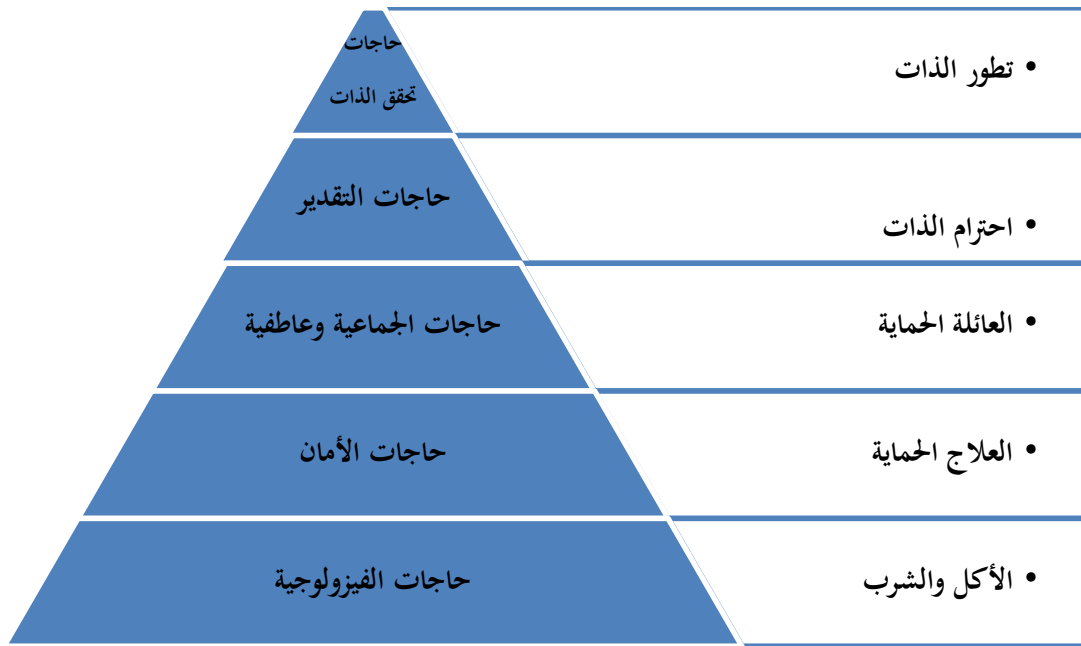 حاجات
تحقق الذات
• تطور الذات
حاجات التقدير
• احترام الذات
حاجات الجماعية وعاطفية
• العائلة الحماية
حاجات الأمان
• العلاج الحماية
حاجات الفيزولوجية
• الأكل والشرب